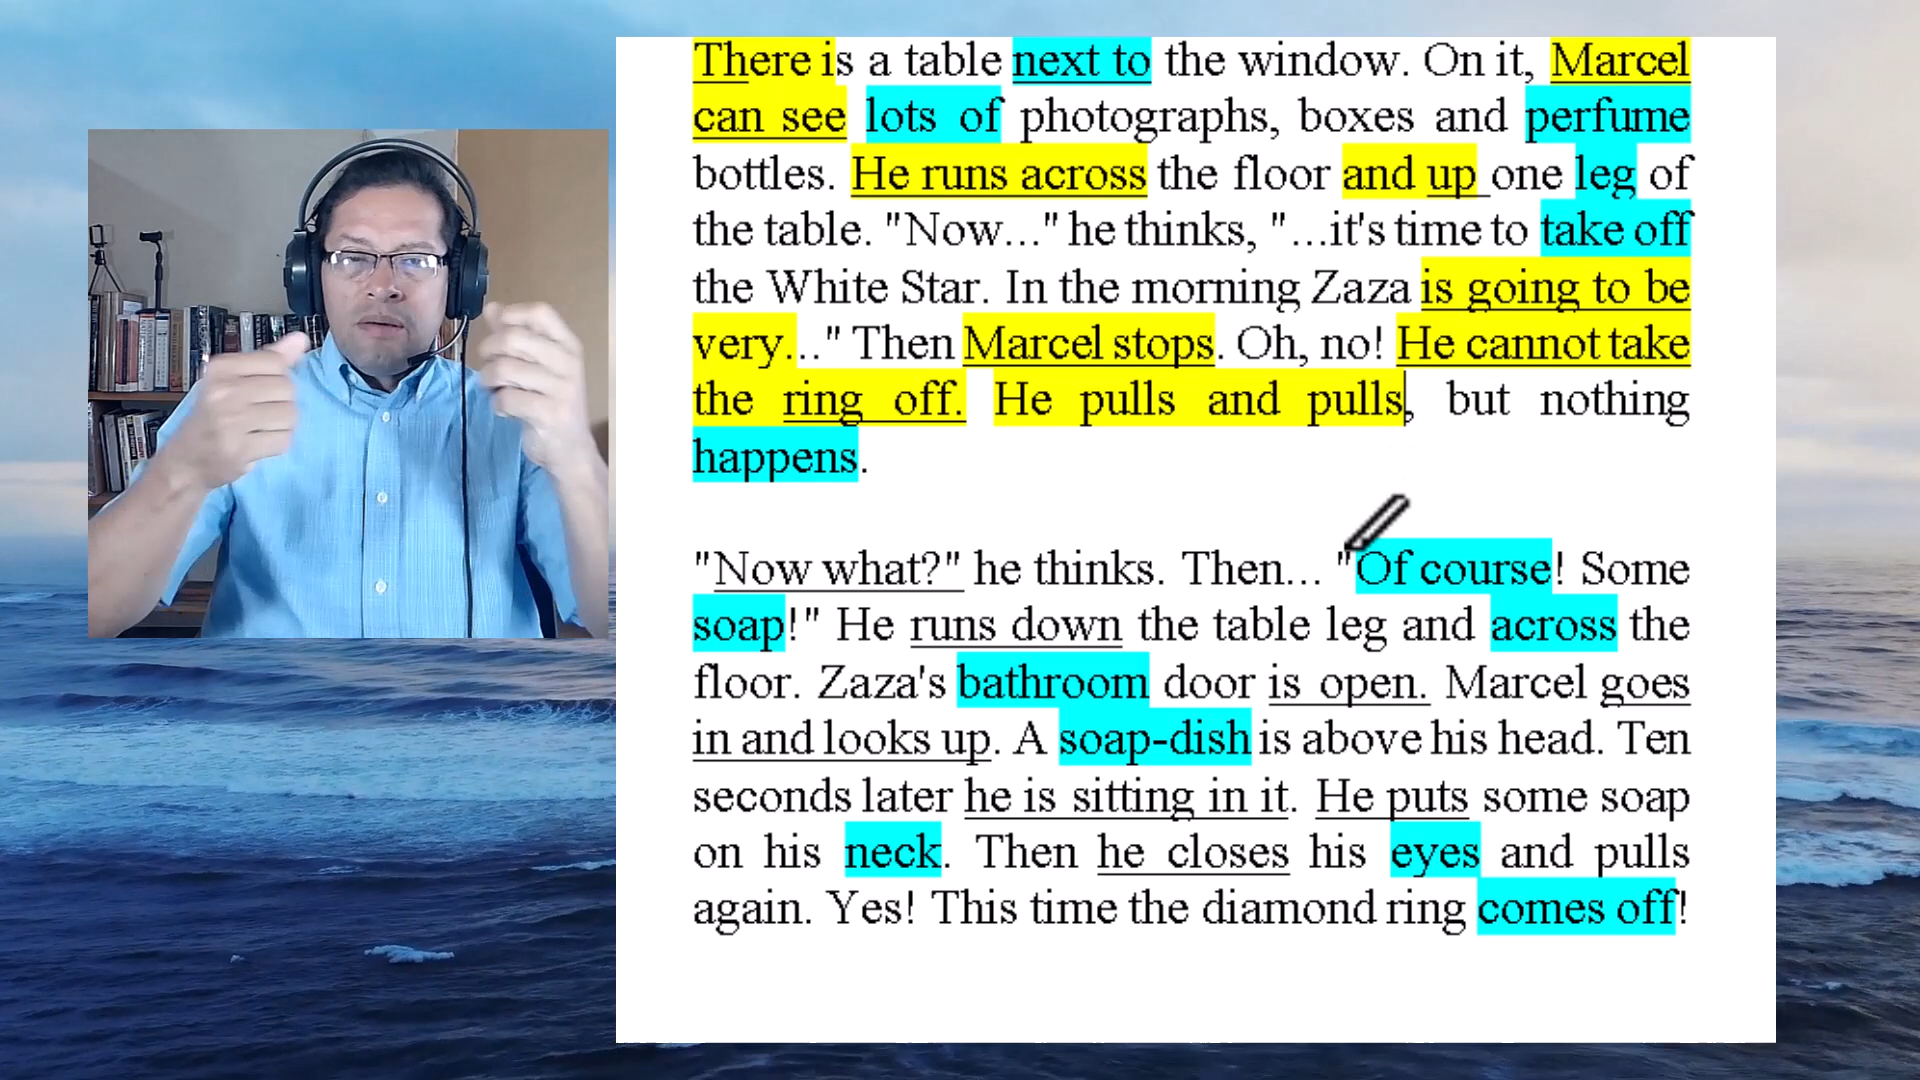 There is a table next to the window. On it, Marcel
can see lots of photographs, boxes and perfume
bottles. He runs across the floor and up one leg of
the table. "Now..." he thinks, "...it's time to take off
the White Star. In the morning Zaza is going to be
very..." Then Marcel stops. Oh, no! He cannot take
the ring off. He pulls and pulls, but nothing
happens.
"Now what?" he thinks. Then... "Of course! Some
soap!" He runs down the table leg and across the
floor. Zaza's bathroom door is open. Marcel goes
in and looks up. A soap-dish is above his head. Ten
seconds later he is sitting in it. He puts some soap
on his neck. Then he closes his eyes and pulls
again. Yes! This time the diamond ring comes off!